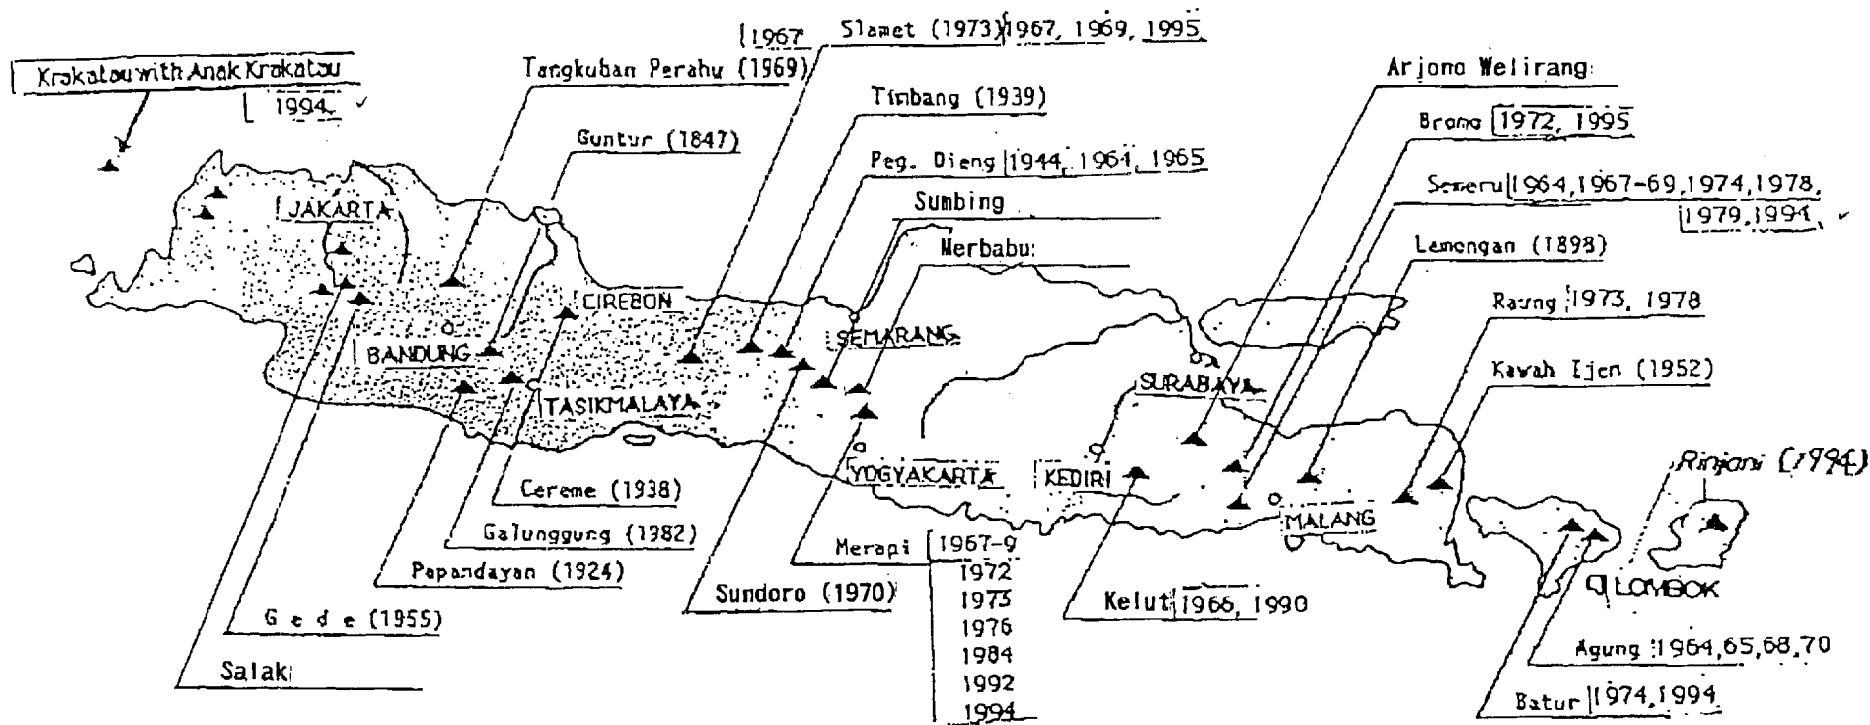 Krakatau with Anak Krakatau
1994
1967
Tangkuban Perahu (1969)
Slamet (1973) 1967, 1969, 1995
Guntur (1847)
Timbang (1939)
Peg. Dieng 1944, 1964, 1965
Sumbing
Merbabu
Arjono Welirang
Bromo 1972, 1995
Semeru 1964, 1967-69, 1974, 1978,
1979, 1994
Lamongan (1898)
Raung 1973, 1978
Kawah Ijen (1952)
Rinjani (1994)
JAKARTA
CIREBON
BANDUNG
TASIKMALAYA
SEMARANG
YOGYAKARTA
SURABAYA
KEDIRI
MALANG
LOMBOK
Cereme (1938)
Galunggung (1982)
Papandayan (1924)
Gede (1955)
Salak
Sundoro (1970)
Merapi 1967-9
1972
1975
1976
1984
1992
1994
Kelut 1966, 1990
Agung 1964, 65, 68, 70
Batur 1974, 1994